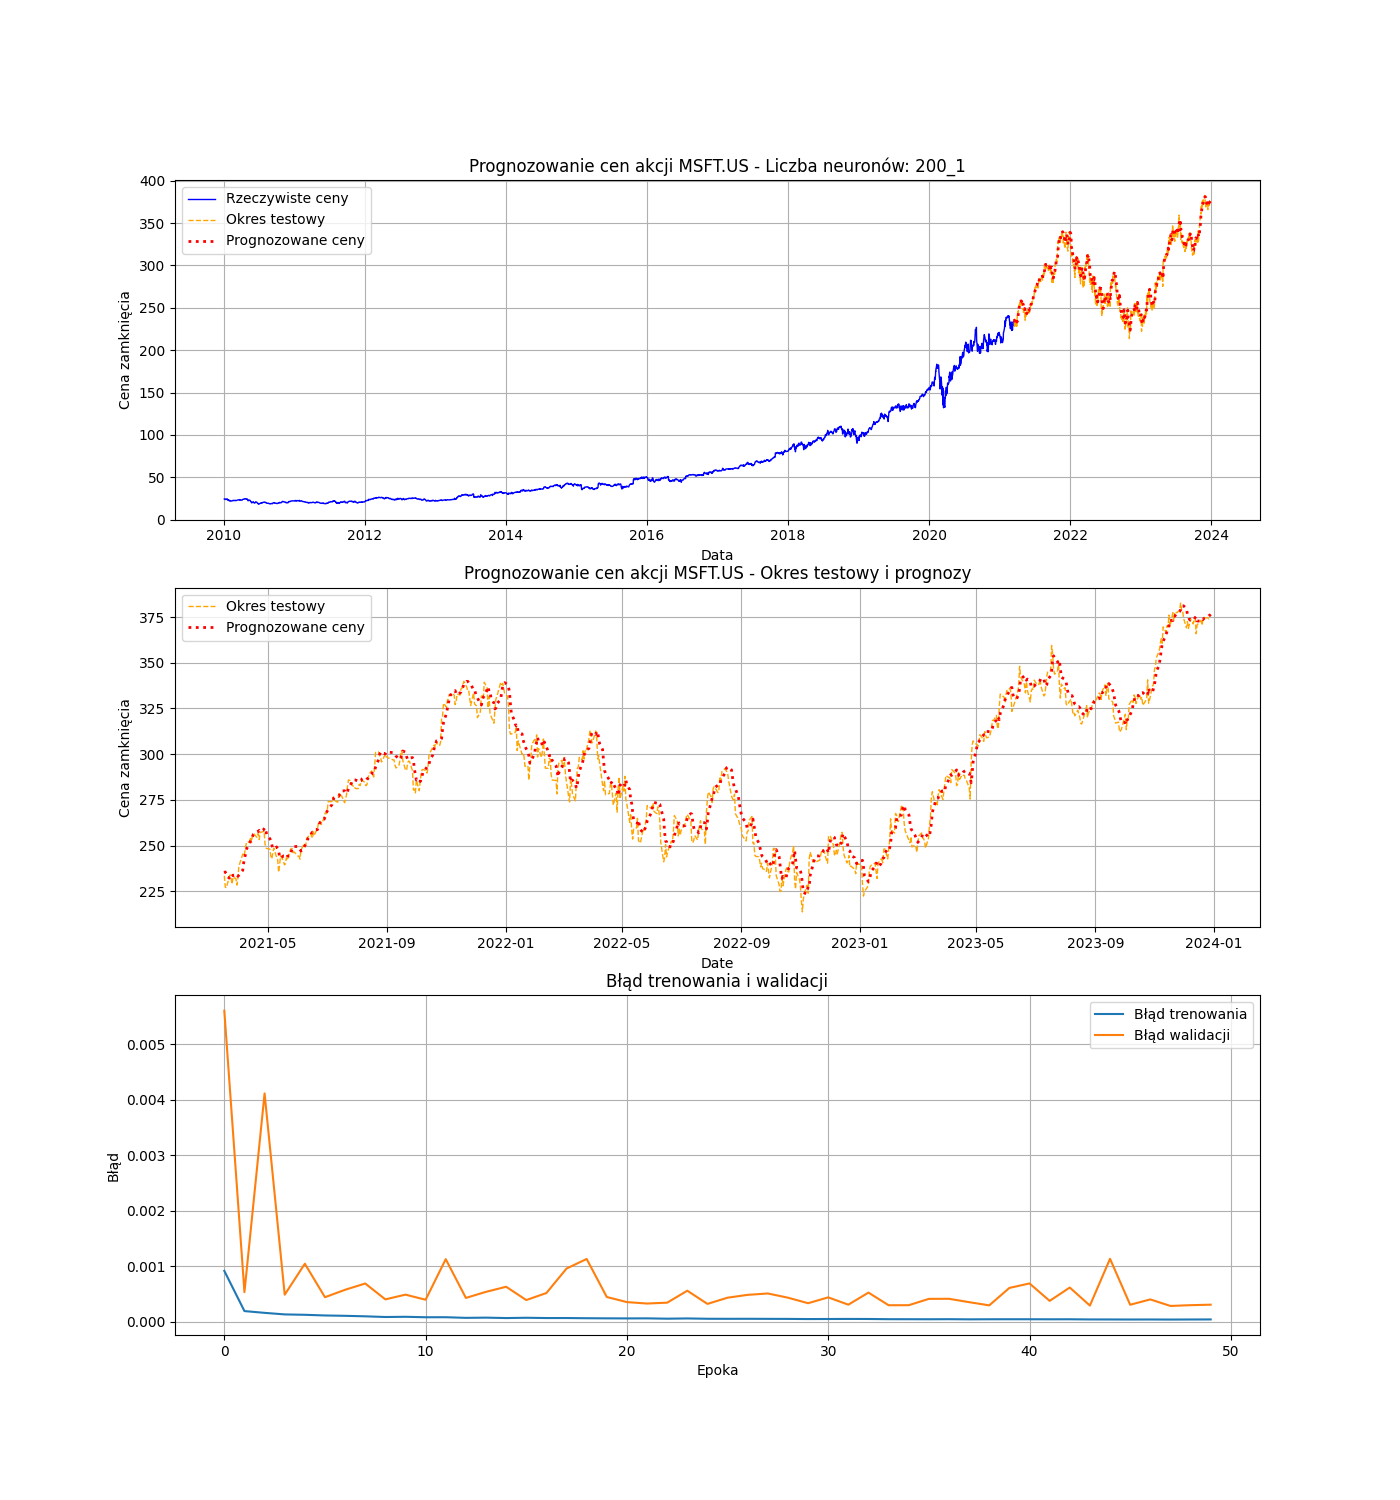 Prognozowanie cen akcji MSFT.US - Liczba neuronów: 200_1
Cena zamknięcia
400
350
300
250
200
150
100
50
0
Rzeczywiste ceny
Okres testowy
Prognozowane ceny
2010 2012 2014 2016 2018 2020 2022 2024
Data
Prognozowanie cen akcji MSFT.US - Okres testowy i prognozy
Cena zamknięcia
375
350
325
300
275
250
225
Okres testowy
Prognozowane ceny
2021-05 2021-09 2022-01 2022-05 2022-09 2023-01 2023-05 2023-09 2024-01
Date
Błąd trenowania i walidacji
Błąd
0.005
0.004
0.003
0.002
0.001
0.000
Błąd trenowania
Błąd walidacji
0 10 20 30 40 50
Epoka